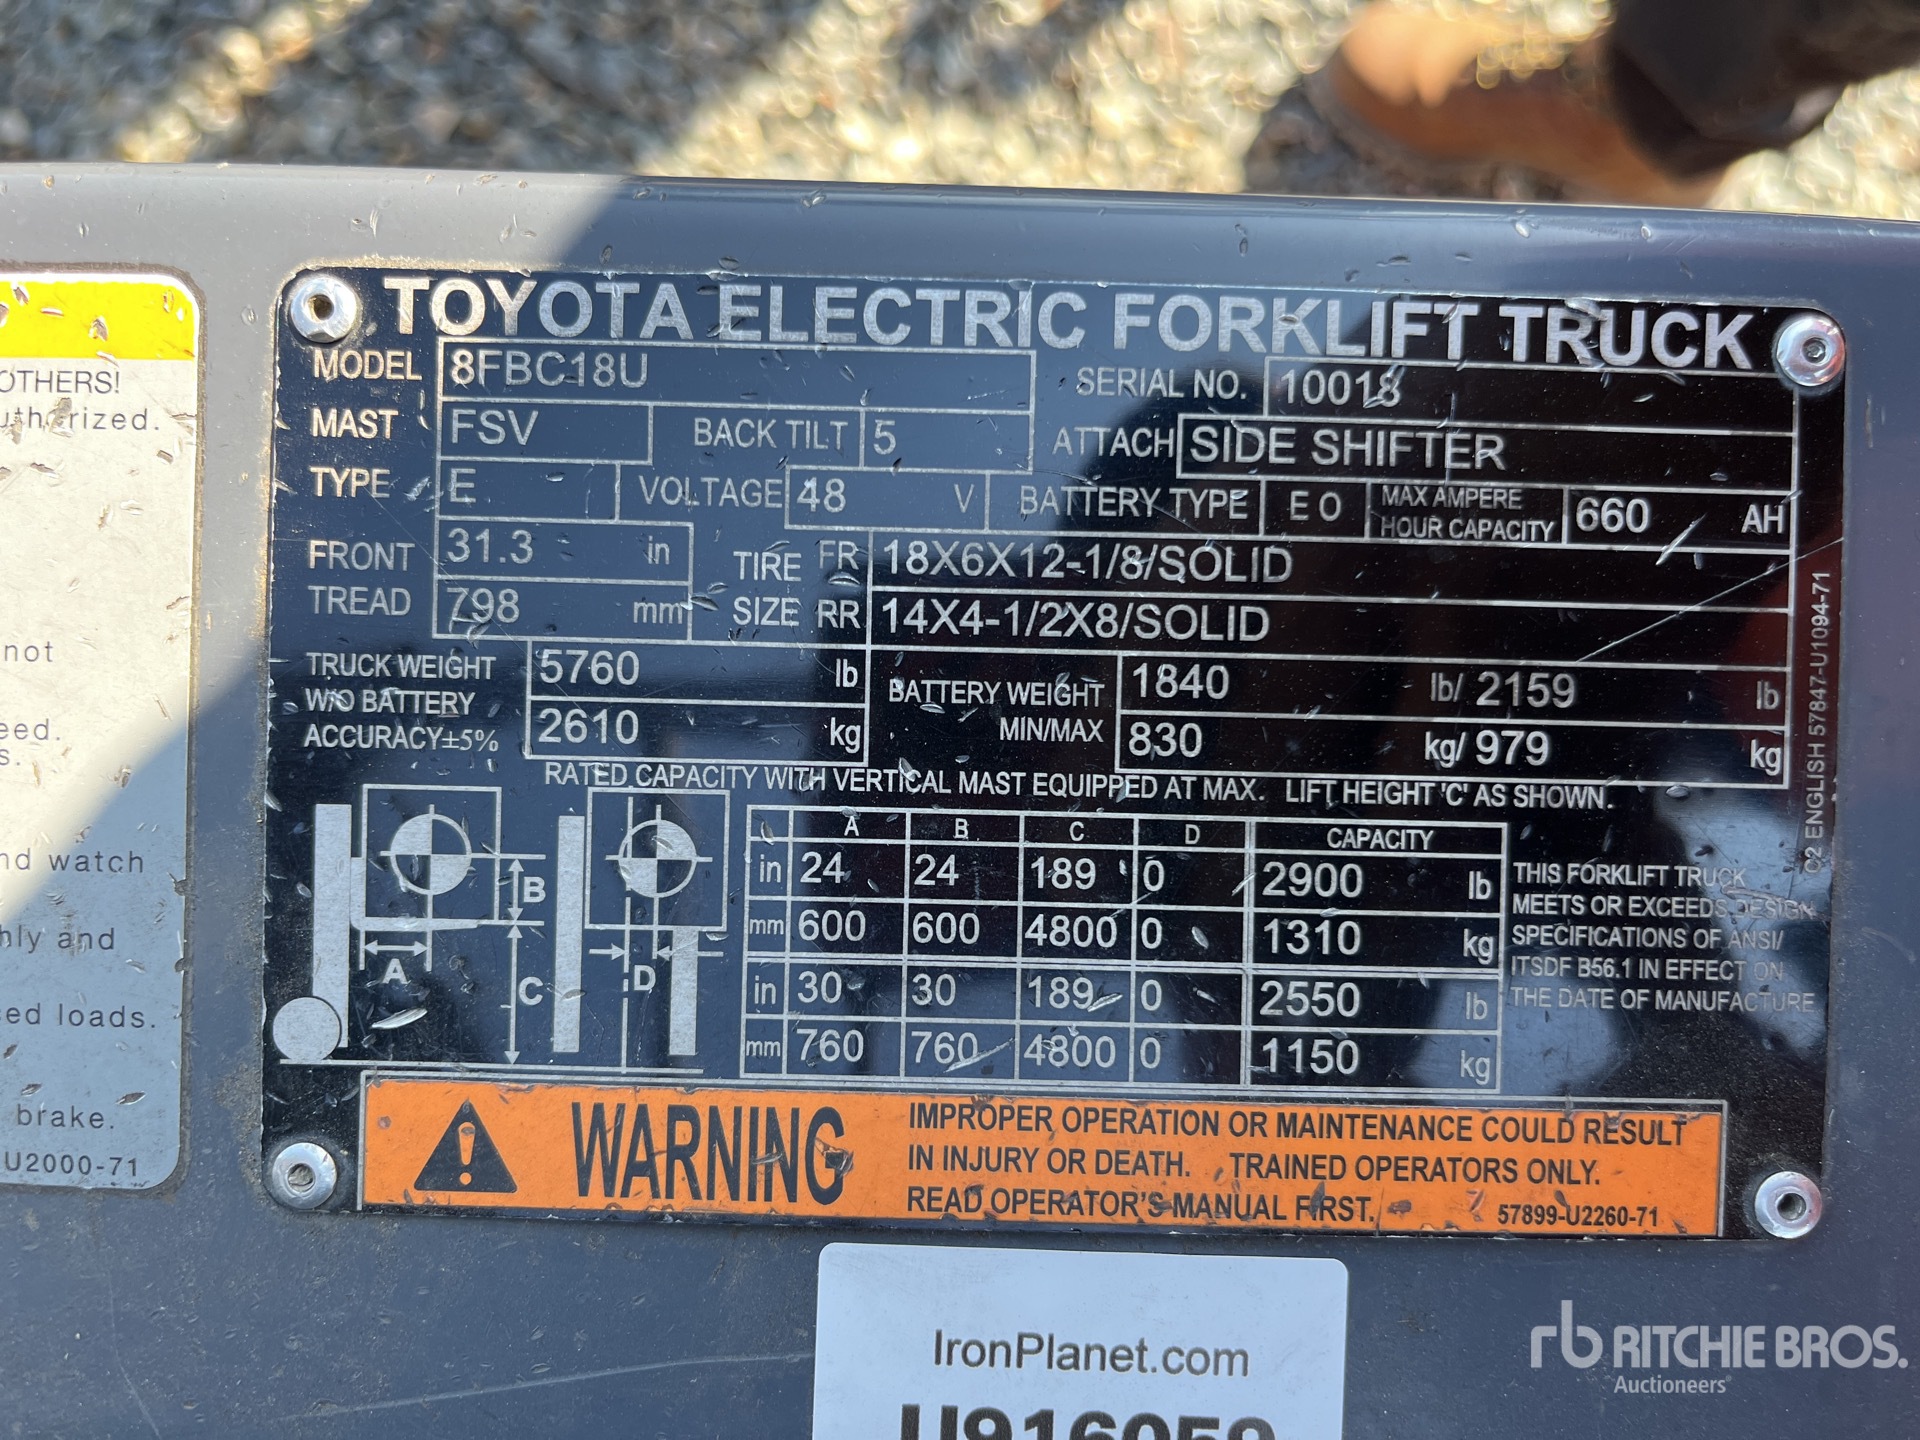 OTHERS!
rized.
not
eed.
s.
nd watch
hly and
sed loads.
brake.
U2000-71
TOYOTA ELECTRIC FORKLIFT TRUCK
MODEL 8FBC18U SERIAL NO. 10018
MAST FSV BACK TILT 5 ATTACH SIDE SHIFTER
TYPE E VOLTAGE 48 V BATTERY TYPE E O MAX AMPERE HOUR CAPACITY 660 AH
FRONT TREAD 31.3 in TIRE SIZE FR 18X6X12-1/8/SOLID
798 mm RR 14X4-1/2X8/SOLID
TRUCK WEIGHT W/O BATTERY ACCURACY±5% 5760 lb BATTERY WEIGHT MIN/MAX 1840 lb/ 2159 lb
2610 kg 830 kg/ 979 kg
RATED CAPACITY WITH VERTICAL MAST EQUIPPED AT MAX. LIFT HEIGHT 'C' AS SHOWN.
A B C D
A B C D CAPACITY
in 24 24 189 0 2900 lb
mm 600 600 4800 0 1310 kg
in 30 30 189 0 2550 lb
mm 760 760 4800 0 1150 kg
THIS FORKLIFT TRUCK
MEETS OR EXCEEDS DESIGN
SPECIFICATIONS OF ANSI/
ITSDF B56.1 IN EFFECT ON
THE DATE OF MANUFACTURE
O2 ENGLISH 57847-U1094-71
WARNING
IMPROPER OPERATION OR MAINTENANCE COULD RESULT
IN INJURY OR DEATH. TRAINED OPERATORS ONLY.
READ OPERATOR'S MANUAL FIRST. 57899-U2260-71
IronPlanet.com
U916059
rb RITCHIE BROS.
Auctioneers